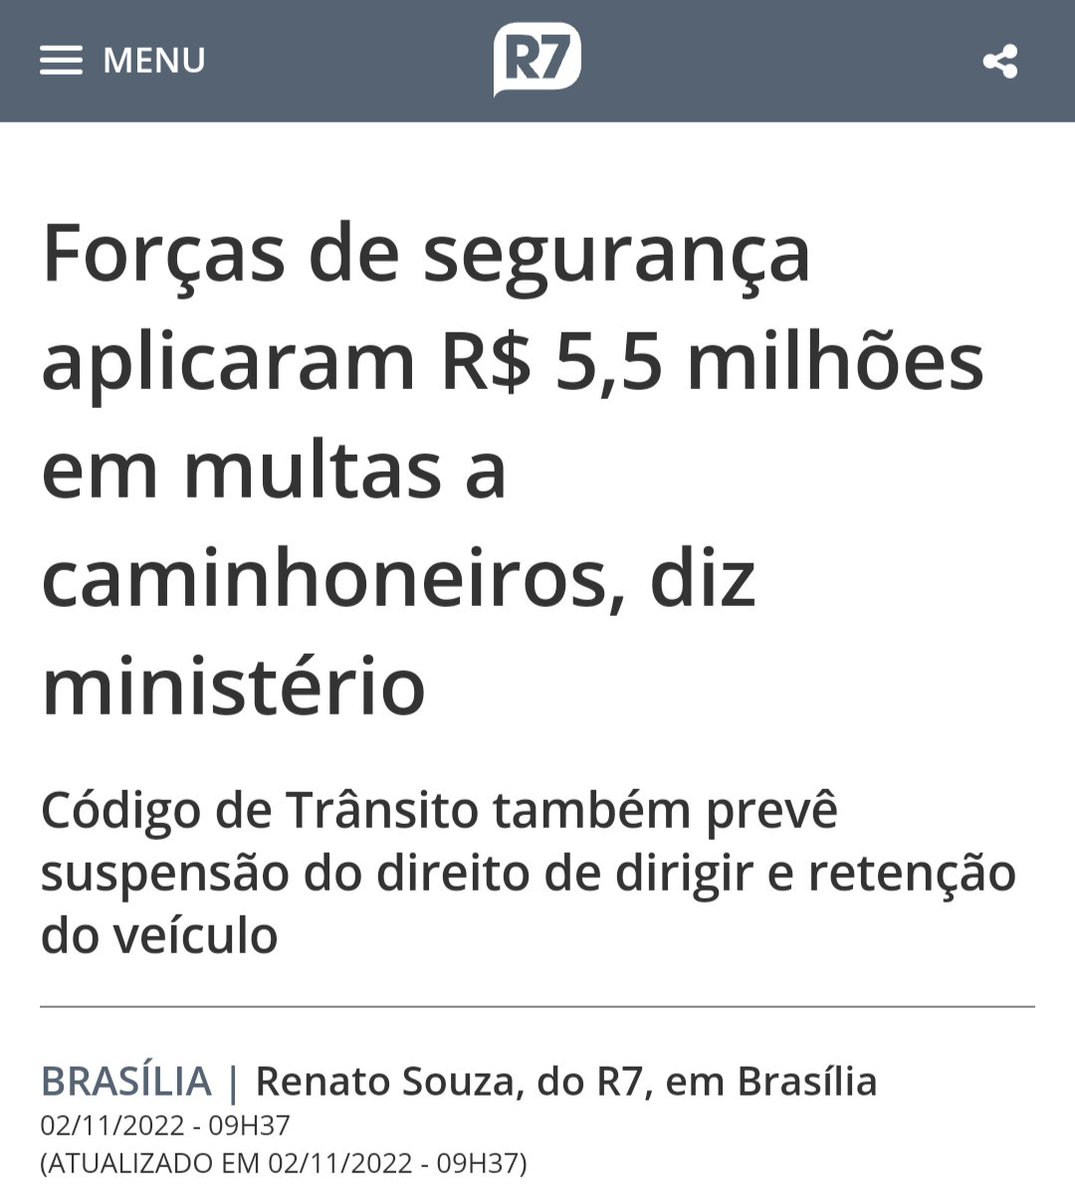 MENU
R7
Forças de segurança
aplicaram R$ 5,5 milhões
em multas a
caminhoneiros, diz
ministério
Código de Trânsito também prevê
suspensão do direito de dirigir e retenção
do veículo
BRASÍLIA | Renato Souza, do R7, em Brasília
02/11/2022 - 09H37
(ATUALIZADO EM 02/11/2022 - 09H37)